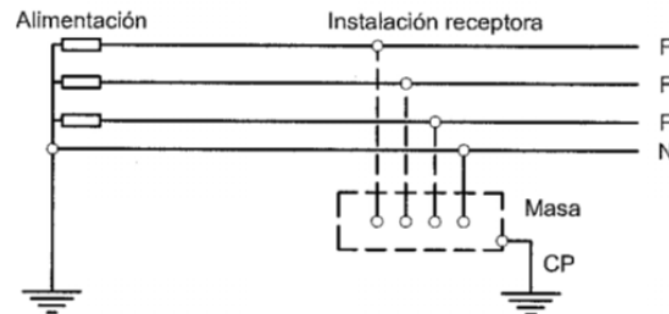 Alimentación
Instalación receptora
F
F
F
N
Masa
CP